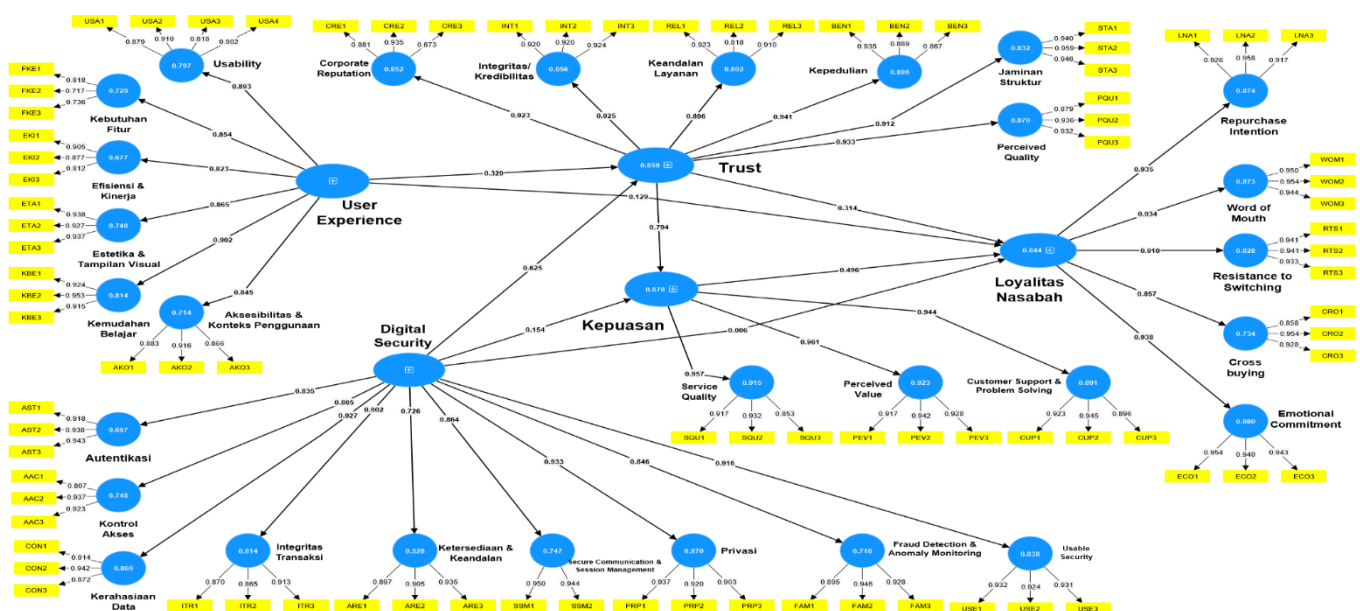 USA1 USA2 USA3 USA4
0.879 0.910 0.818 0.902
0.797
Usability
0.893
FKE1 0.818
FKE2 0.717
FKE3 0.736
0.729
Kebutuhan
Fitur
0.854
EKI1 0.905
EKI2 0.877
EKI3 0.812
0.677
Efisiensi &
Kinerja
0.823
ETA1 0.938
ETA2 0.927
ETA3 0.937
0.749
Estetika &
Tampilan Visual
0.865
KBE1 0.924
KBE2 0.953
KBE3 0.915
0.814
Kemudahan
Belajar
0.902
0.714
Aksesibilitas &
Konteks Penggunaan
0.845
0.883 0.916 0.866
AKO1 AKO2 AKO3
User
Experience
0.320
0.129
CRE1 CRE2 CRE3
0.881 0.935 0.873
Corporate
Reputation
0.852
0.923
INT1 INT2 INT3
0.920 0.920 0.924
Integritas/
Kredibilitas
0.856
0.925
REL1 REL2 REL3
0.923 0.818 0.910
Keandalan
Layanan
0.802
0.896
BEN1 BEN2 BEN3
0.935 0.889 0.867
Kepedulian
0.886
0.941
STA1 0.940
STA2 0.959
STA3 0.946
0.832
Jaminan
Struktur
0.912
PQU1 0.879
PQU2 0.936
PQU3 0.932
0.870
Perceived
Quality
0.933
0.859
Trust
0.314
0.794
LNA1 LNA2 LNA3
0.926 0.958 0.917
0.874
Repurchase
Intention
0.935
WOM1 0.950
WOM2 0.954
WOM3 0.944
0.873
Word of
Mouth
0.934
RTS1 0.941
RTS2 0.941
RTS3 0.933
0.828
Resistance to
Switching
0.910
CRO1 0.858
CRO2 0.954
CRO3 0.928
0.734
Cross
buying
0.857
0.880
Emotional
Commitment
0.938
0.954 0.940 0.943
ECO1 ECO2 ECO3
0.844
Loyalitas
Nasabah
0.878
Kepuasan
0.496
0.944
0.961
0.957
Service
Quality
0.915
0.917 0.932 0.853
SQU1 SQU2 SQU3
Perceived
Value
0.923
0.917 0.942 0.928
PEV1 PEV2 PEV3
Customer Support &
Problem Solving
0.891
0.923 0.945 0.896
CUP1 CUP2 CUP3
Digital
Security
0.625
0.154
0.006
AST1 0.918
AST2 0.938
AST3 0.943
0.697
Autentikasi
0.835
AAC1 0.807
AAC2 0.937
AAC3 0.923
0.748
Kontrol
Akses
0.865
CON1 0.914
CON2 0.942
CON3 0.872
0.860
Kerahasiaan
Data
0.927
0.902
0.814
Integritas
Transaksi
0.870 0.865 0.913
ITR1 ITR2 ITR3
0.726
0.528
Ketersediaan &
Keandalan
0.897 0.905 0.935
ARE1 ARE2 ARE3
0.864
0.747
Secure Communication &
Session Management
0.950 0.944
SSM1 SSM2
0.933
0.870
Privasi
0.937 0.920 0.903
PRP1 PRP2 PRP3
0.846
0.716
Fraud Detection &
Anomaly Monitoring
0.895 0.946 0.928
FAM1 FAM2 FAM3
0.916
0.838
Usable
Security
0.932 0.924 0.931
USE1 USE2 USE3